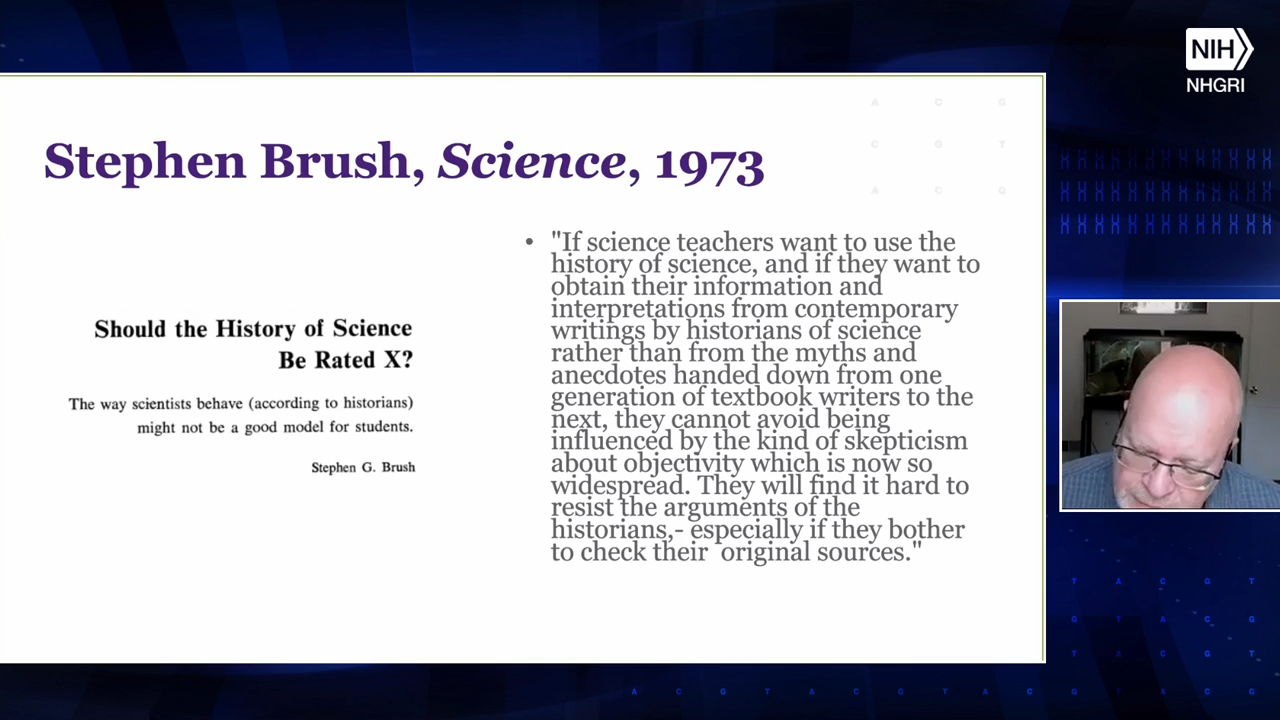 NIH
NHGRI
A C G
C G T
A C G
Stephen Brush, Science, 1973
Should the History of Science
Be Rated X?
The way scientists behave (according to historians)
might not be a good model for students.
Stephen G. Brush
• "If science teachers want to use the
history of science, and if they want to
obtain their information and
interpretations from contemporary
writings by historians of science
rather than from the myths and
anecdotes handed down from one
generation of textbook writers to the
next, they cannot avoid being
influenced by the kind of skepticism
about objectivity which is now so
widespread. They will find it hard to
resist the arguments of the
historians,- especially if they bother
to check their original sources."
T A C G T
G T A C G
T A C G T
A C G T A C G T A C G T A C G